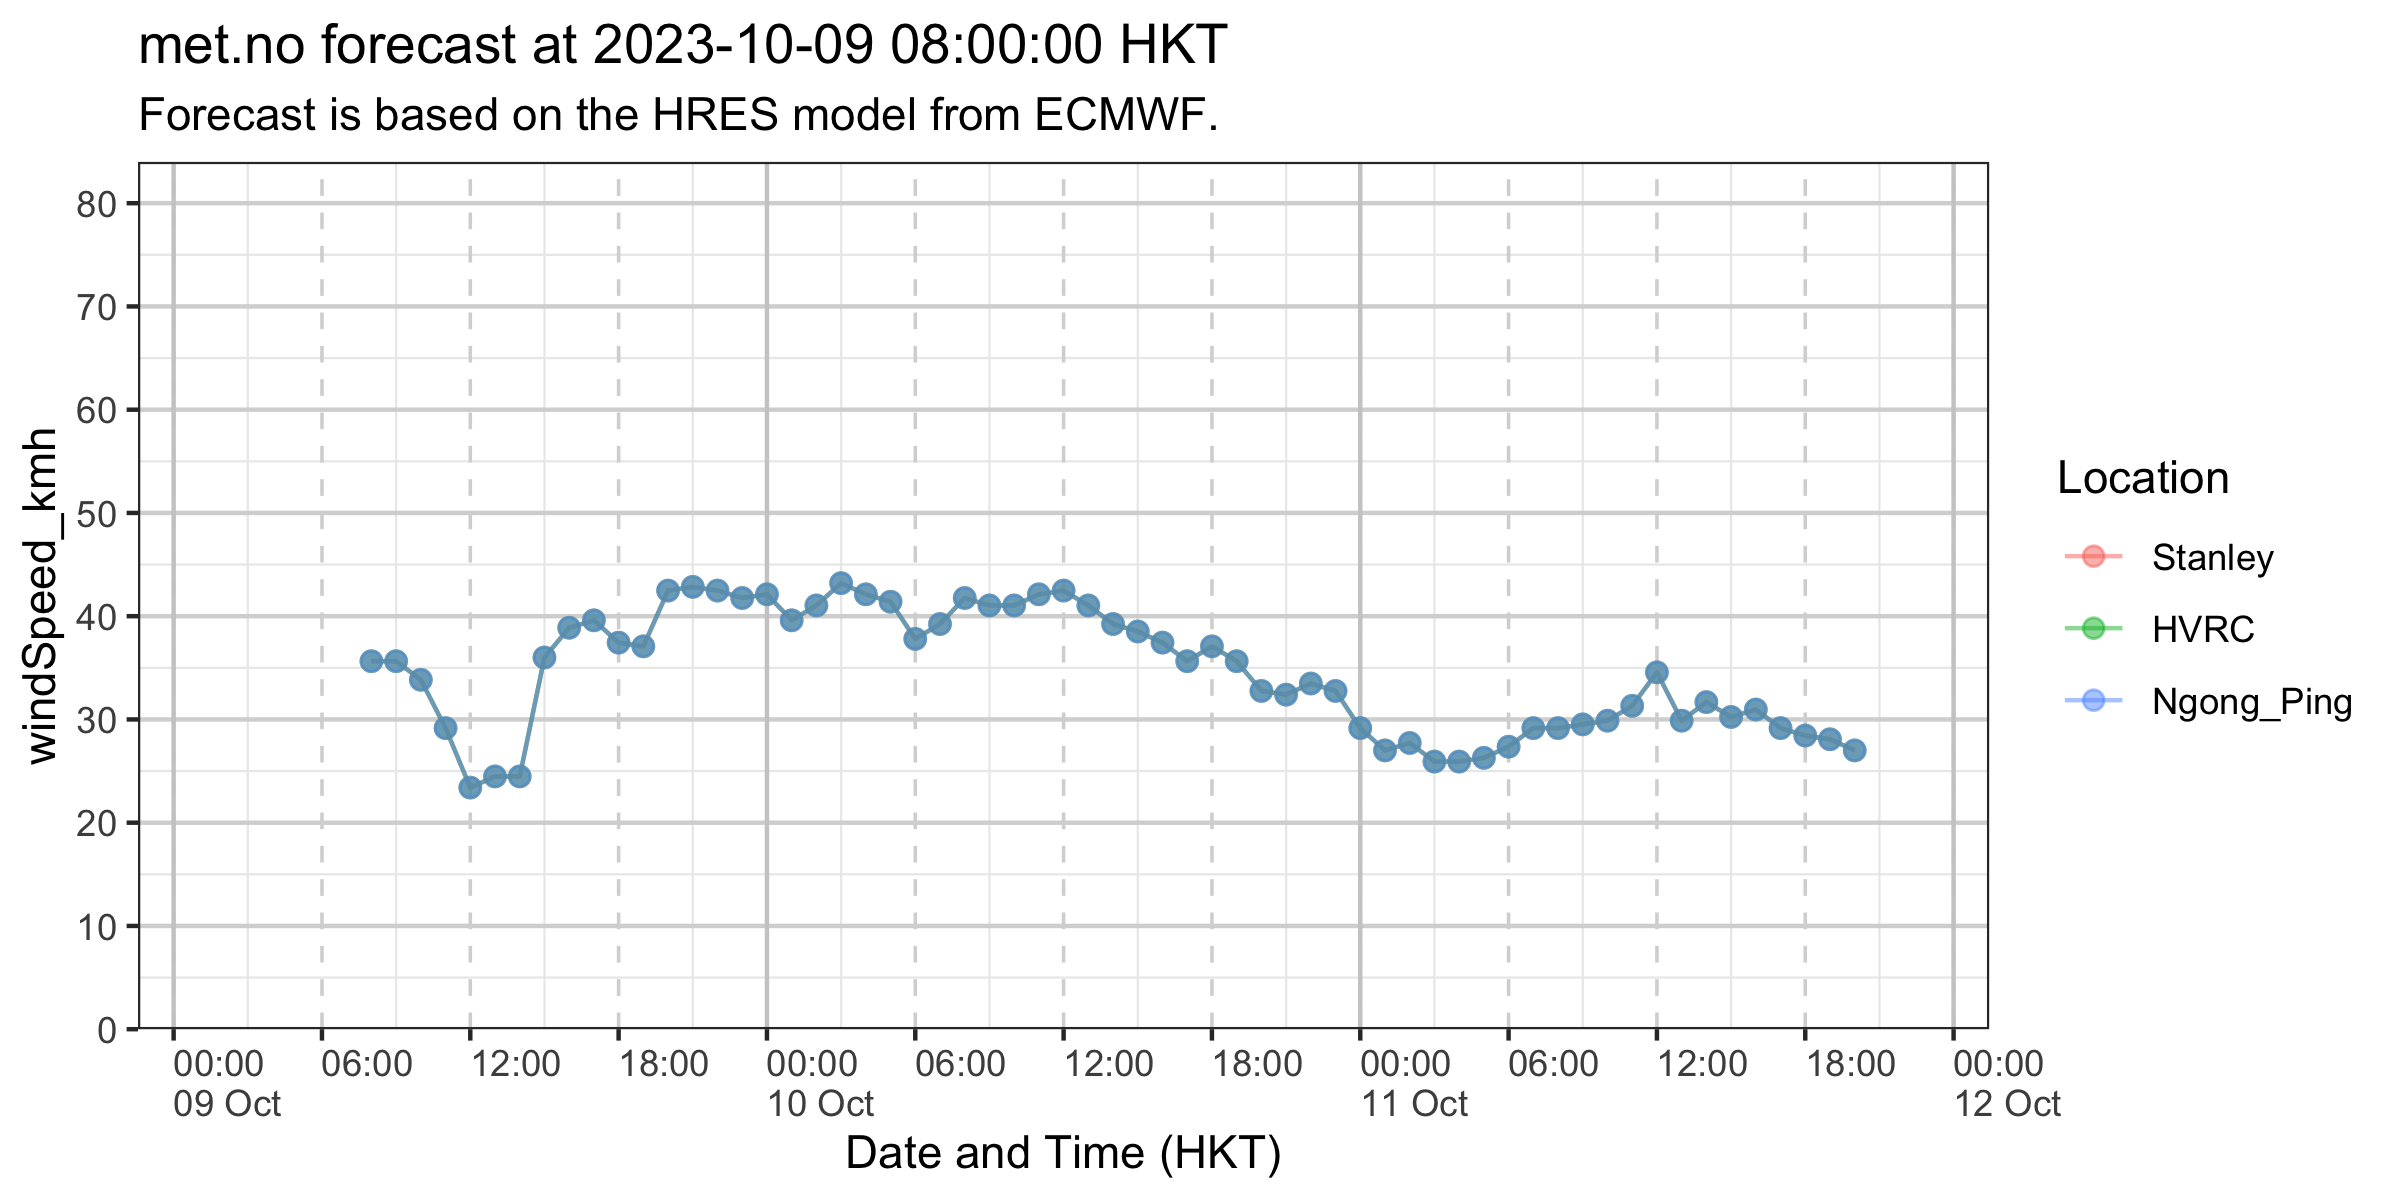 met.no forecast at 2023-10-09 08:00:00 HKT
Forecast is based on the HRES model from ECMWF.
windSpeed_kmh
80
70
60
50
40
30
20
10
0
00:00 06:00 12:00 18:00 00:00 06:00 12:00 18:00 00:00 06:00 12:00 18:00 00:00
09 Oct 10 Oct 11 Oct 12 Oct
Date and Time (HKT)
Location
Stanley
HVRC
Ngong_Ping